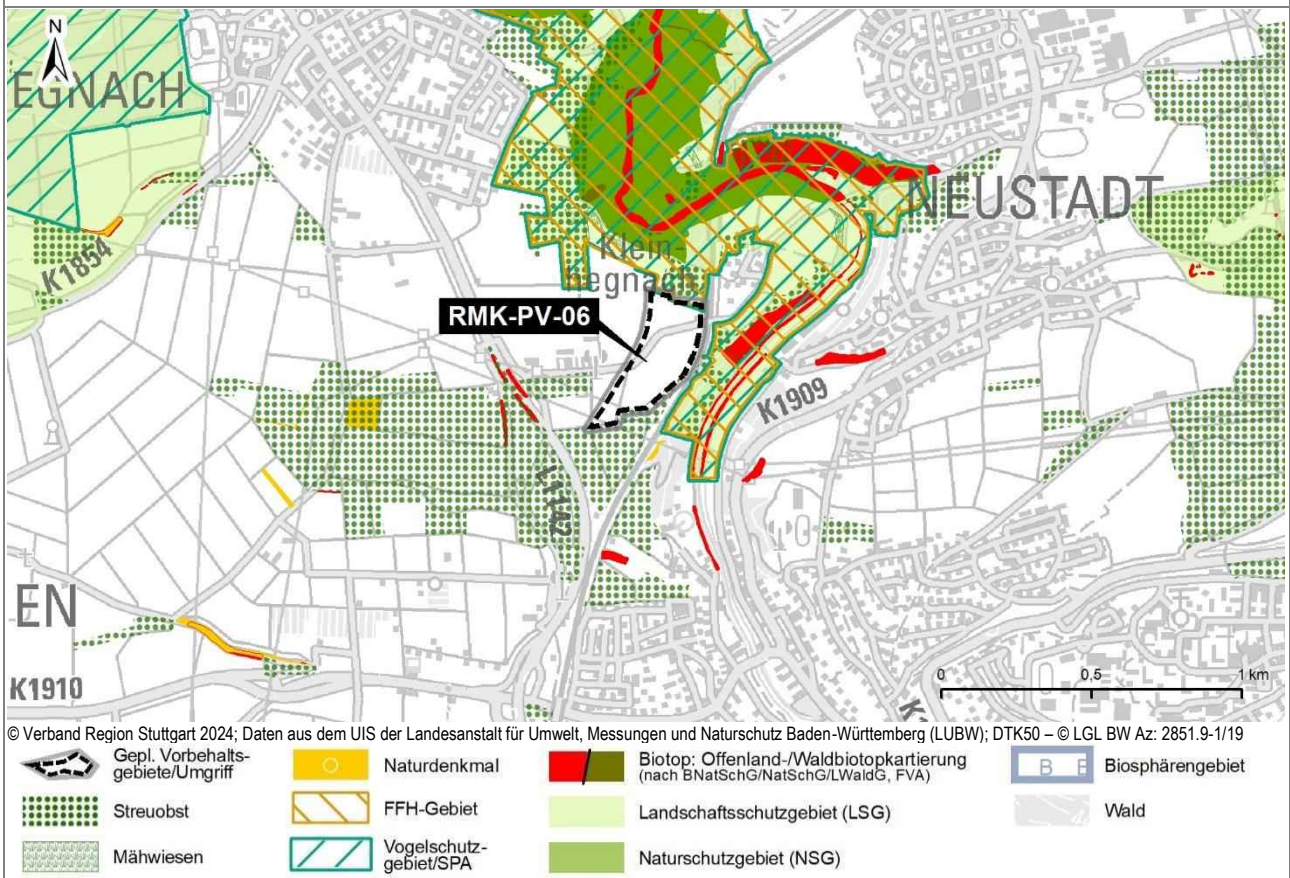 N
EGNACH
NEUSTADT
Klein-
hegnach
K1854
RMK-PV-06
K1909
L1142
EN
K1910
0 0,5 1 km
© Verband Region Stuttgart 2024; Daten aus dem UIS der Landesanstalt für Umwelt, Messungen und Naturschutz Baden-Württemberg (LUBW); DTK50 – © LGL BW Az: 2851.9-1/19
Gepl. Vorbehalts-
gebiete/Umgriff
Naturdenkmal
Biotop: Offenland-/Waldbiotopkartierung
(nach BNatSchG/NatSchG/LWaldG, FVA)
B B
Biosphärengebiet
Streuobst
FFH-Gebiet
Landschaftsschutzgebiet (LSG)
Wald
Mähwiesen
Vogelschutz-
gebiet/SPA
Naturschutzgebiet (NSG)